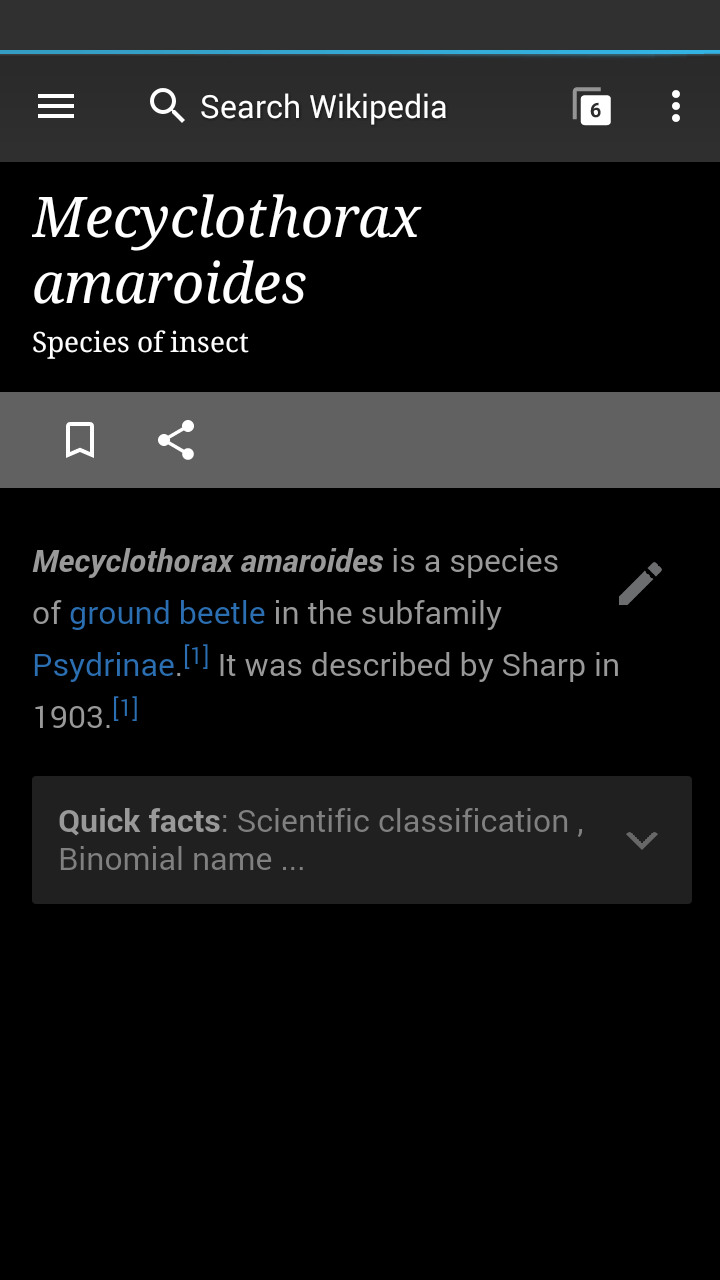 Search Wikipedia
6
Mecyclothorax
amaroides
Species of insect
Mecyclothorax amaroides is a species
of ground beetle in the subfamily
Psydrinae.[1] It was described by Sharp in
1903.[1]
Quick facts: Scientific classification ,
Binomial name ...